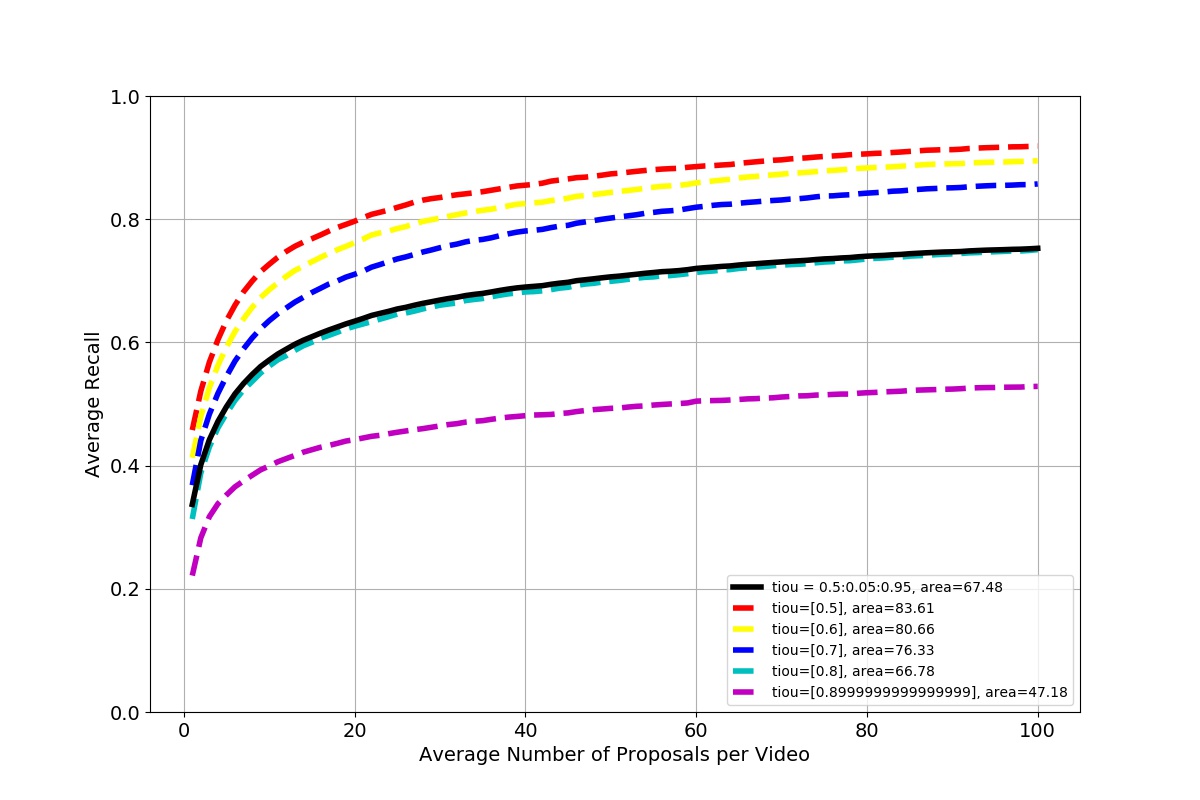 1.0
0.8
0.6
0.4
0.2
0.0
Average Recall
tiou = 0.5:0.05:0.95, area=67.48
tiou=[0.5], area=83.61
tiou=[0.6], area=80.66
tiou=[0.7], area=76.33
tiou=[0.8], area=66.78
tiou=[0.8999999999999999], area=47.18
0 20 40 60 80 100
Average Number of Proposals per Video